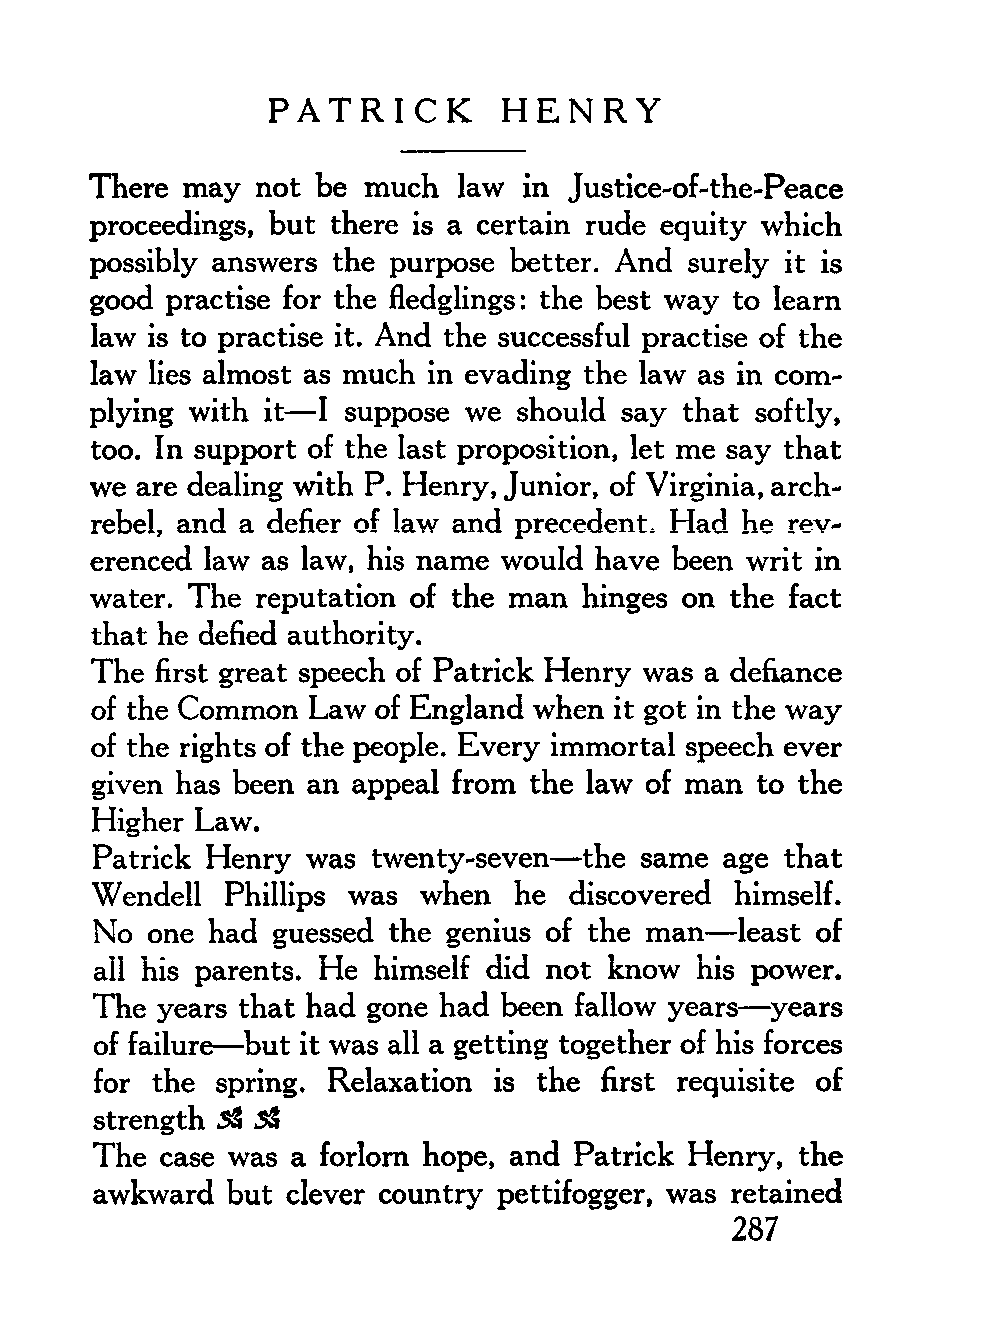 PATRICK HENRY
There may not be much law in Justice-of-the-Peace
proceedings, but there is a certain rude equity which
possibly answers the purpose better. And surely it is
good practise for the fledglings: the best way to learn
law is to practise it. And the successful practise of the
law lies almost as much in evading the law as in com-
plying with it—I suppose we should say that softly,
too. In support of the last proposition, let me say that
we are dealing with P. Henry, Junior, of Virginia, arch-
rebel, and a defier of law and precedent. Had he rev-
erenced law as law, his name would have been writ in
water. The reputation of the man hinges on the fact
that he defied authority.
The first great speech of Patrick Henry was a defiance
of the Common Law of England when it got in the way
of the rights of the people. Every immortal speech ever
given has been an appeal from the law of man to the
Higher Law.
Patrick Henry was twenty-seven—the same age that
Wendell Phillips was when he discovered himself.
No one had guessed the genius of the man—least of
all his parents. He himself did not know his power.
The years that had gone had been fallow years—years
of failure—but it was all a getting together of his forces
for the spring. Relaxation is the first requisite of
strength
The case was a forlorn hope, and Patrick Henry, the
awkward but clever country pettifogger, was retained
287